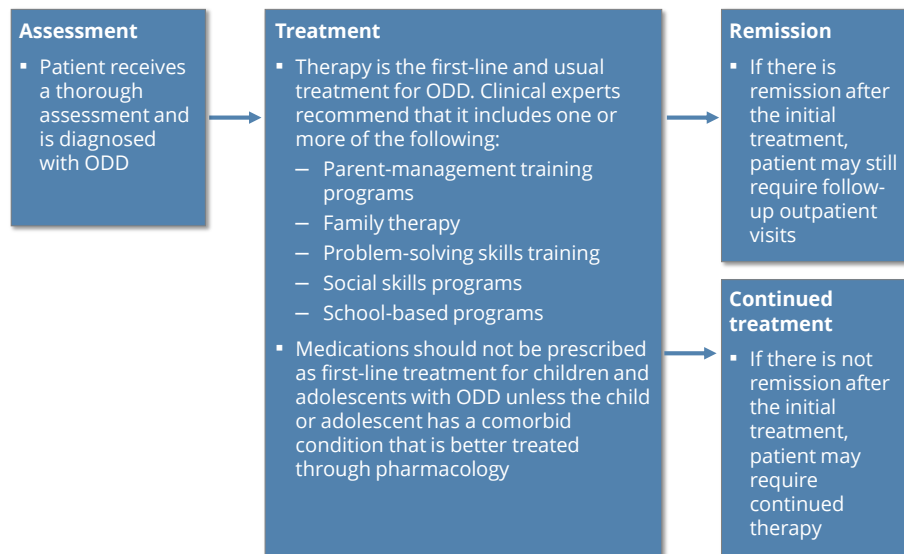 Assessment
▪ Patient receives
a thorough
assessment and
is diagnosed
with ODD
Treatment
▪ Therapy is the first-line and usual
treatment for ODD. Clinical experts
recommend that it includes one or
more of the following:
– Parent-management training
programs
– Family therapy
– Problem-solving skills training
– Social skills programs
– School-based programs
▪ Medications should not be prescribed
as first-line treatment for children and
adolescents with ODD unless the child
or adolescent has a comorbid
condition that is better treated
through pharmacology
Remission
▪ If there is
remission after
the initial
treatment,
patient may still
require follow-
up outpatient
visits
Continued
treatment
▪ If there is not
remission after
the initial
treatment,
patient may
require
continued
therapy